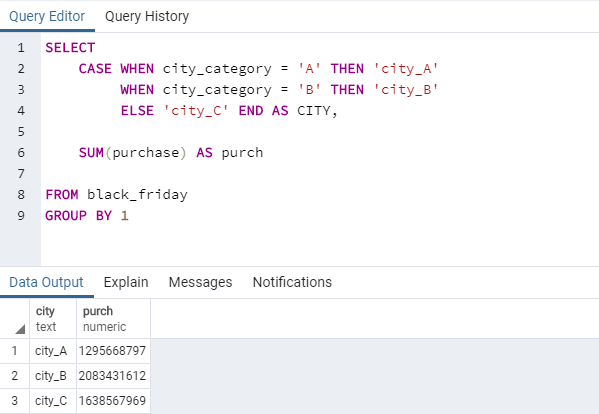 Query Editor Query History
1 SELECT
2 CASE WHEN city_category = 'A' THEN 'city_A'
3 WHEN city_category = 'B' THEN 'city_B'
4 ELSE 'city_C' END AS CITY,
5
6 SUM(purchase) AS purch
7
8 FROM black_friday
9 GROUP BY 1
Data Output Explain Messages Notifications
city purch
text numeric
1 city_A 1295668797
2 city_B 2083431612
3 city_C 1638567969